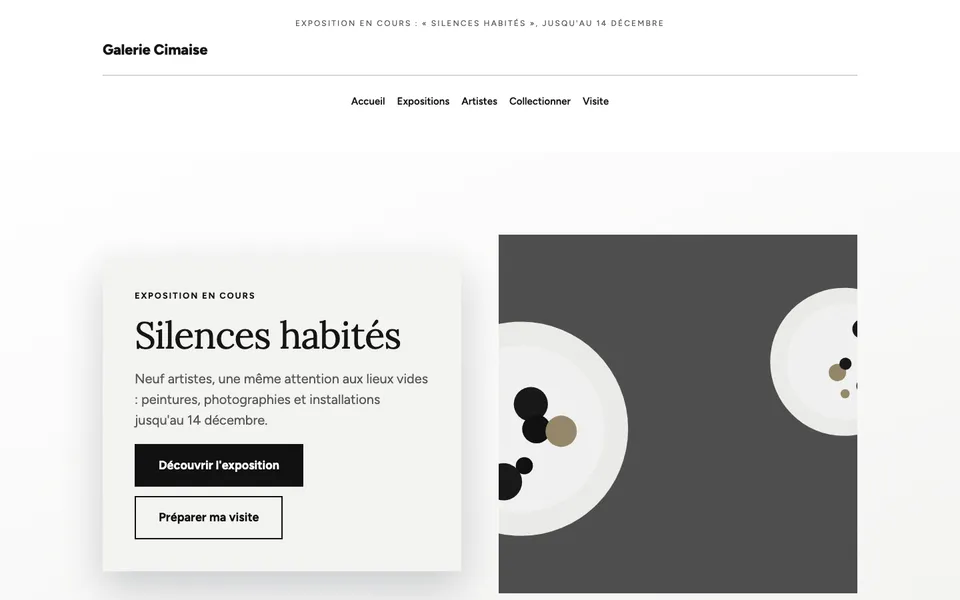 EXPOSITION EN COURS : « SILENCES HABITÉS », JUSQU'AU 14 DÉCEMBRE
Galerie Cimaise
Accueil Expositions Artistes Collectionner Visite
EXPOSITION EN COURS
Silences habités
Neuf artistes, une même attention aux lieux vides
: peintures, photographies et installations
jusqu'au 14 décembre.
Découvrir l'exposition
Préparer ma visite